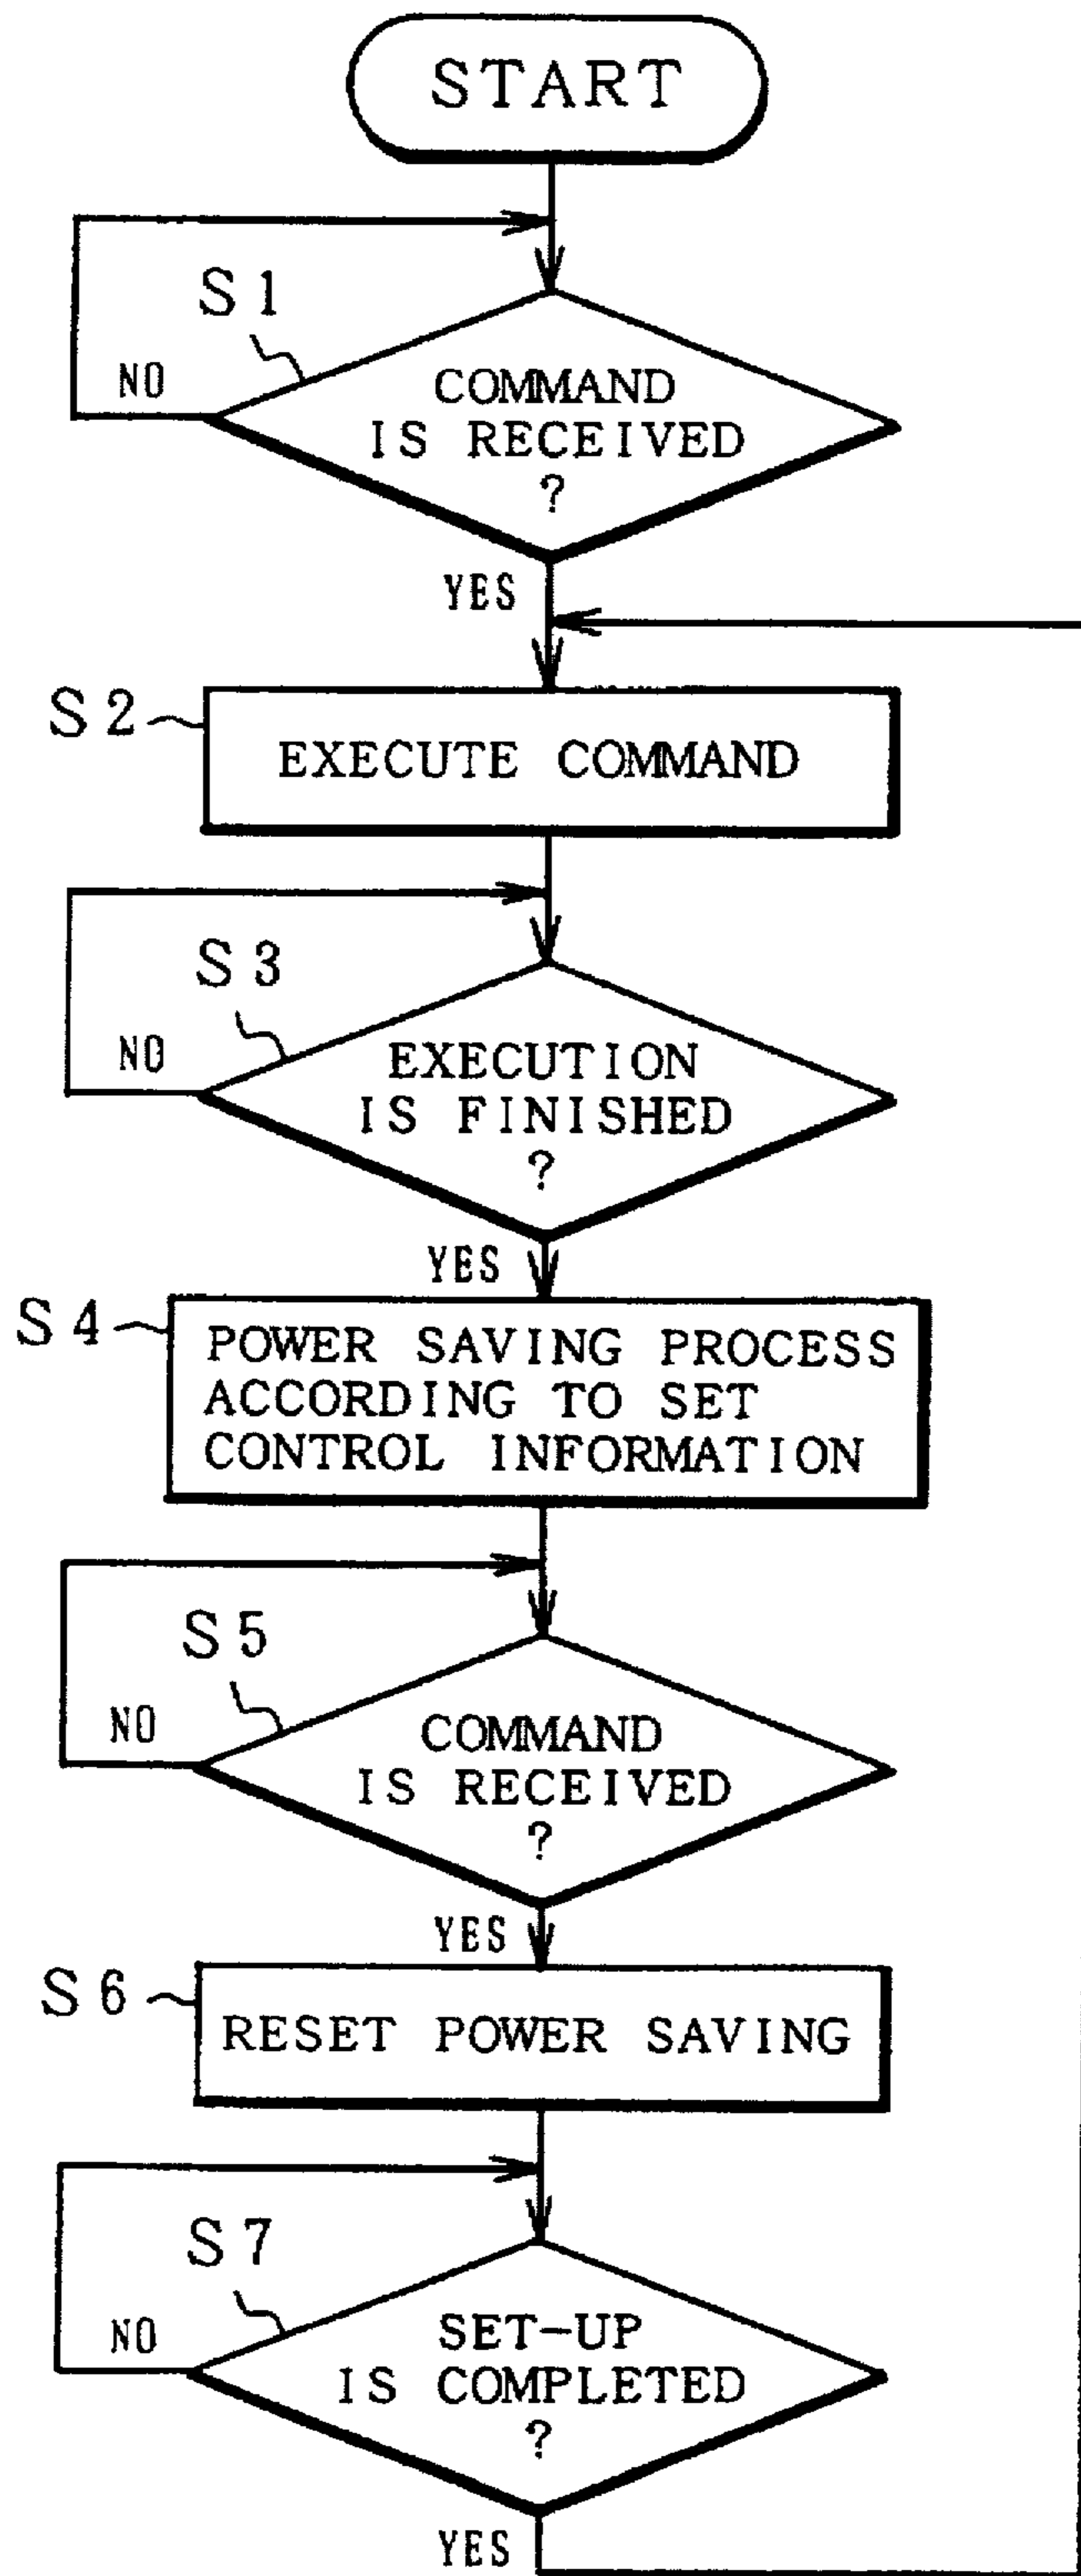 START
S1
NO
COMMAND
IS RECEIVED
?
YES
S2
EXECUTE COMMAND
S3
NO
EXECUTION
IS FINISHED
?
YES
S4
POWER SAVING PROCESS
ACCORDING TO SET
CONTROL INFORMATION
S5
NO
COMMAND
IS RECEIVED
?
YES
S6
RESET POWER SAVING
S7
NO
SET-UP
IS COMPLETED
?
YES